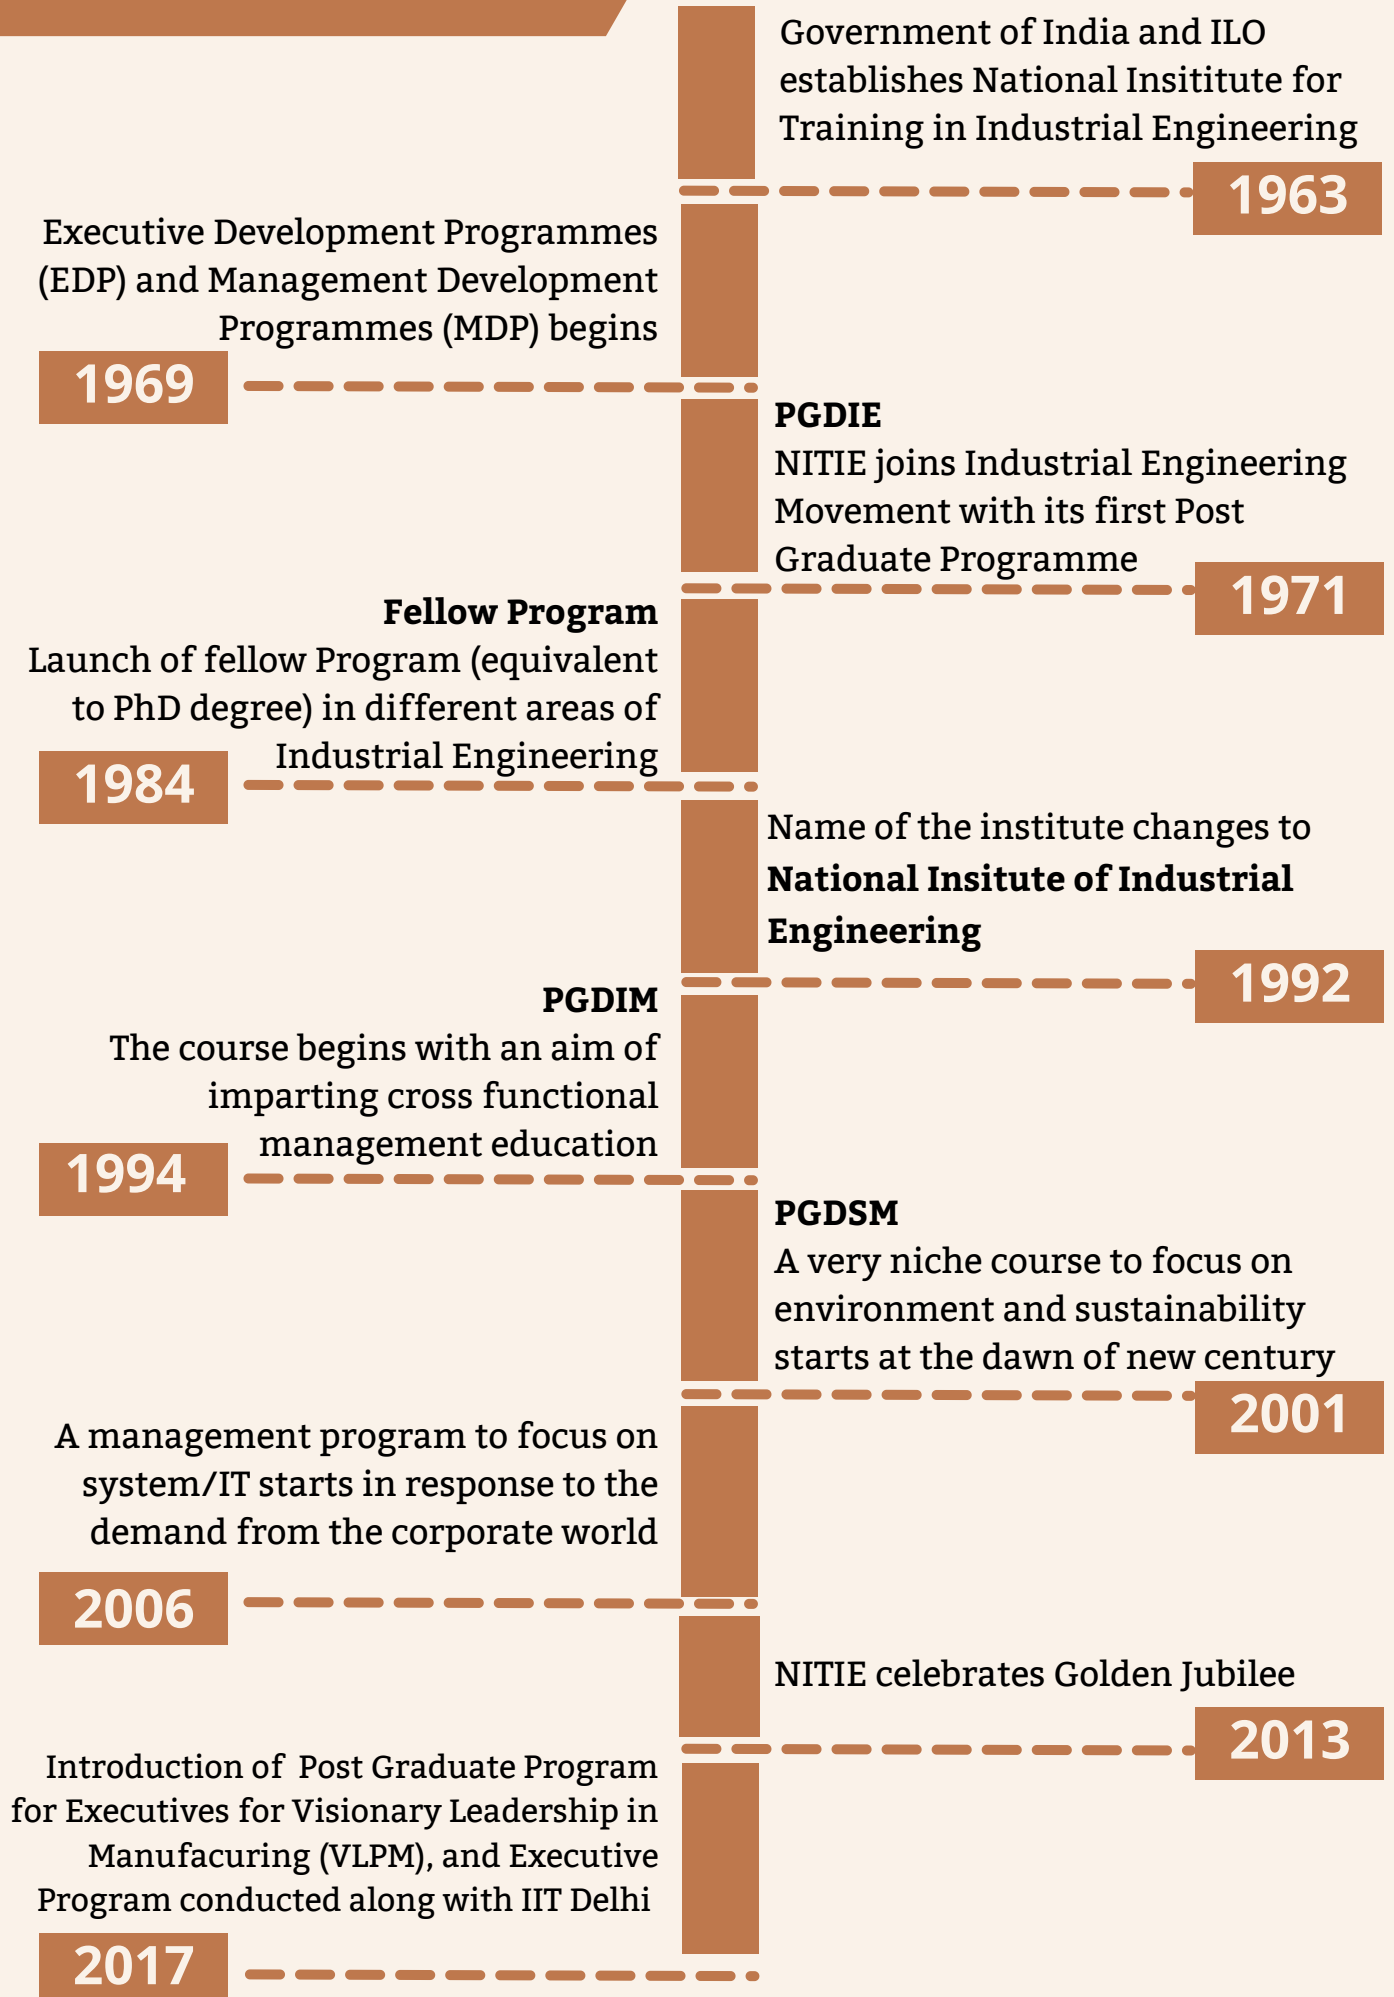 Government of India and ILO
establishes National Insititute for
Training in Industrial Engineering
1963
Executive Development Programmes
(EDP) and Management Development
Programmes (MDP) begins
1969
PGDIE
NITIE joins Industrial Engineering
Movement with its first Post
Graduate Programme
1971
Fellow Program
Launch of fellow Program (equivalent
to PhD degree) in different areas of
Industrial Engineering
1984
Name of the institute changes to
National Insitute of Industrial
Engineering
1992
PGDIM
The course begins with an aim of
imparting cross functional
management education
1994
PGDSM
A very niche course to focus on
environment and sustainability
starts at the dawn of new century
2001
A management program to focus on
system/IT starts in response to the
demand from the corporate world
2006
NITIE celebrates Golden Jubilee
2013
Introduction of Post Graduate Program
for Executives for Visionary Leadership in
Manufacuring (VLPM), and Executive
Program conducted along with IIT Delhi
2017